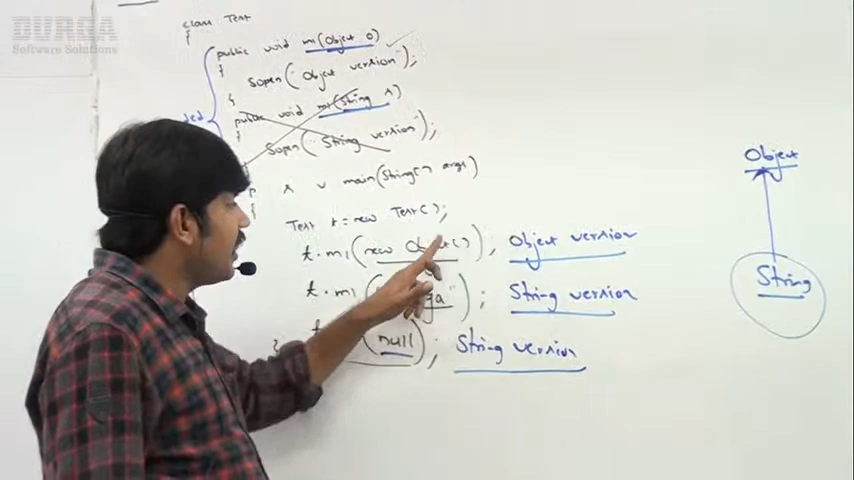 DURGA
Software Solutions
class Test
{
public void m1(Object o)
{
Sopln("Object version");
}
public void m1(String s)
{
Sopln("String version");
s v main(String[] args)
{
Test t = new Test();
t.m1(new Object()); Object version
t.m1( ga"); String version
null); String version
}
Object
String